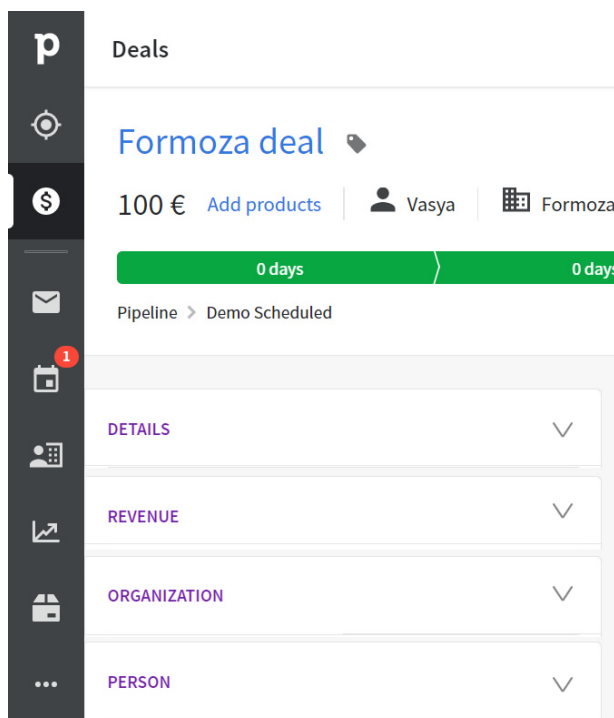 p
Deals
Formoza deal
100 € Add products Vasya Formoza
0 days 0 days
Pipeline > Demo Scheduled
1
DETAILS
REVENUE
ORGANIZATION
PERSON